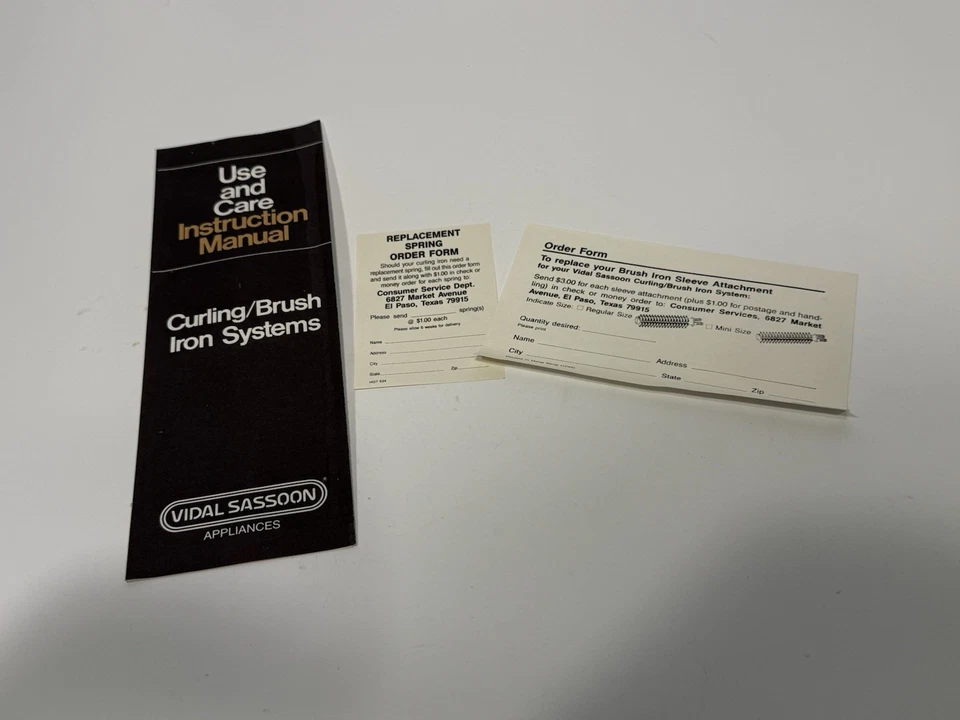 Use
and
Care
Instruction
Manual
Curling/Brush
Iron Systems
VIDAL SASSOON
APPLIANCES
REPLACEMENT
SPRING
ORDER FORM
Should your curling iron need a
replacement spring, fill out this order form
and send it along with $1.00 in check or
money order for each spring to:
Consumer Service Dept.
6827 Market Avenue
El Paso, Texas 79915
Please send ________ spring(s)
@ $1.00 each
Please allow 6 weeks for delivery
Name
Address
City
State Zip
Order Form
To replace your Brush Iron Sleeve Attachment
for your Vidal Sassoon Curling/Brush Iron System:
Send $3.00 for each sleeve attachment (plus $1.00 for postage and hand-
ling) in check or money order to: Consumer Services, 6827 Market
Avenue, El Paso, Texas 79915
Indicate Size: □ Regular Size □ Mini Size
Quantity desired:
Please print
Name Address
City State Zip